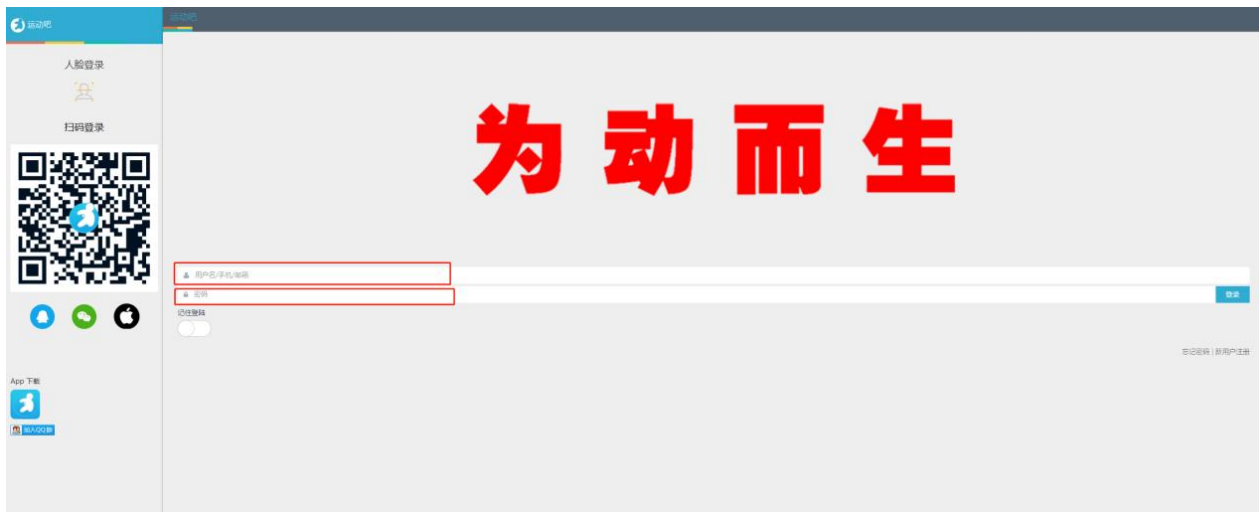 运动吧
运动吧
人脸登录
扫码登录
App 下载
加入QQ群
为动而生
用户名/手机/邮箱
密码
登录
记住登陆
忘记密码 | 新用户注册